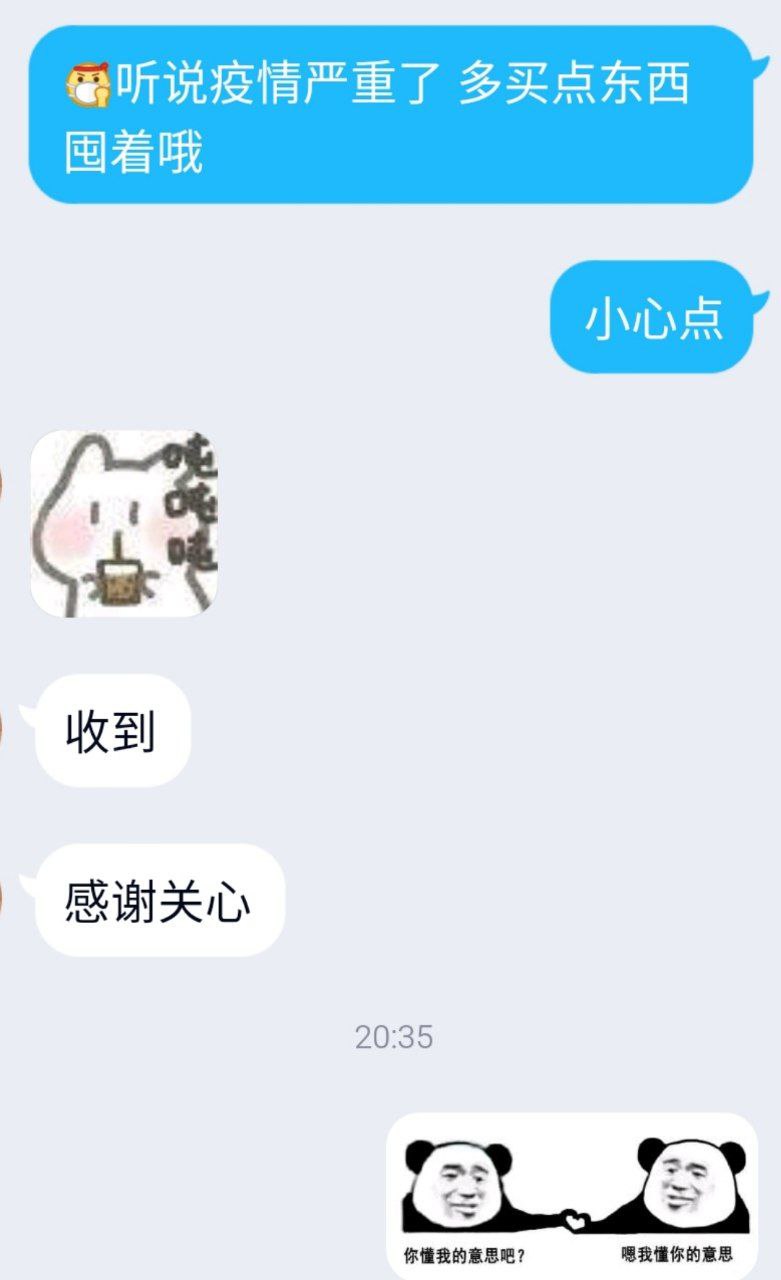 听说疫情严重了 多买点东西
囤着哦
小心点
吨
吨
吨
收到
感谢关心
20:35
你懂我的意思吧?
嗯我懂你的意思